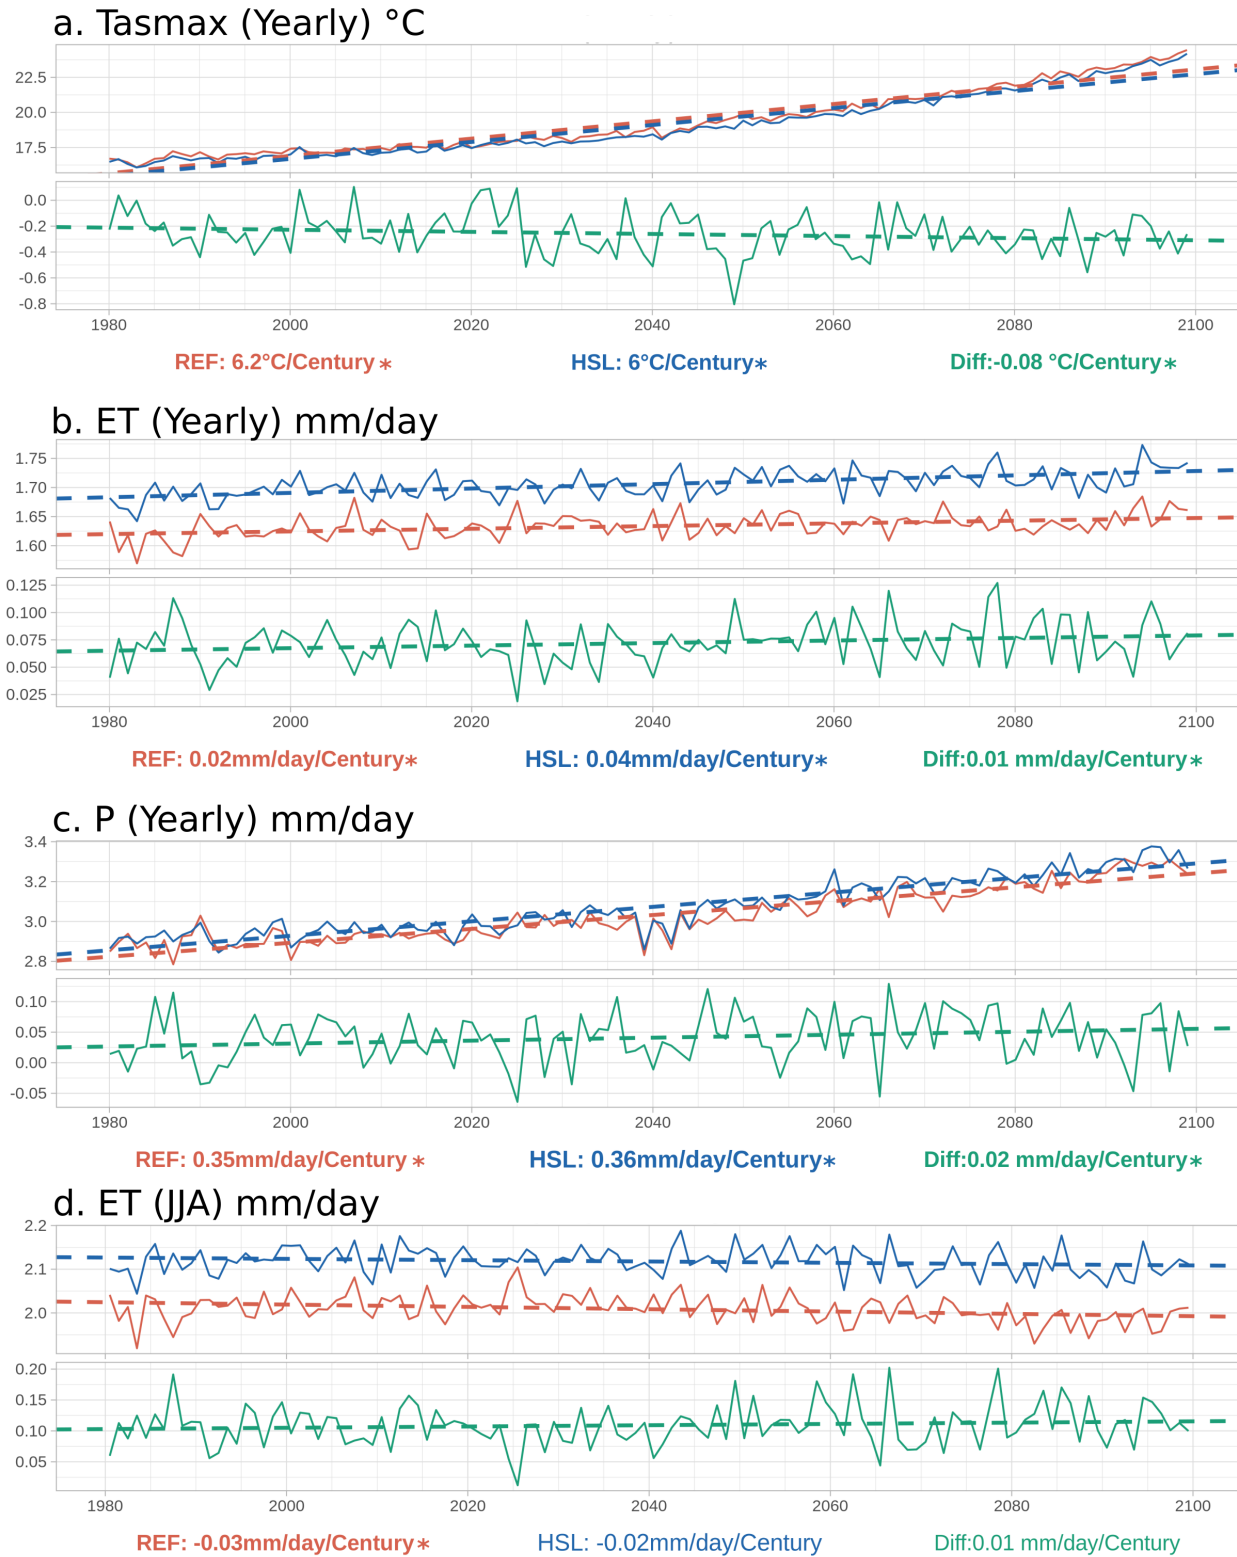 a. Tasmax (Yearly) °C
22.5
20.0
17.5
0.0
-0.2
-0.4
-0.6
-0.8
1980 2000 2020 2040 2060 2080 2100
REF: 6.2°C/Century* HSL: 6°C/Century* Diff:-0.08 °C/Century*
b. ET (Yearly) mm/day
1.75
1.70
1.65
1.60
0.125
0.100
0.075
0.050
0.025
1980 2000 2020 2040 2060 2080 2100
REF: 0.02mm/day/Century* HSL: 0.04mm/day/Century* Diff:0.01 mm/day/Century*
c. P (Yearly) mm/day
3.4
3.2
3.0
2.8
0.10
0.05
0.00
-0.05
1980 2000 2020 2040 2060 2080 2100
REF: 0.35mm/day/Century * HSL: 0.36mm/day/Century* Diff:0.02 mm/day/Century*
d. ET (JJA) mm/day
2.2
2.1
2.0
0.20
0.15
0.10
0.05
1980 2000 2020 2040 2060 2080 2100
REF: -0.03mm/day/Century* HSL: -0.02mm/day/Century Diff:0.01 mm/day/Century